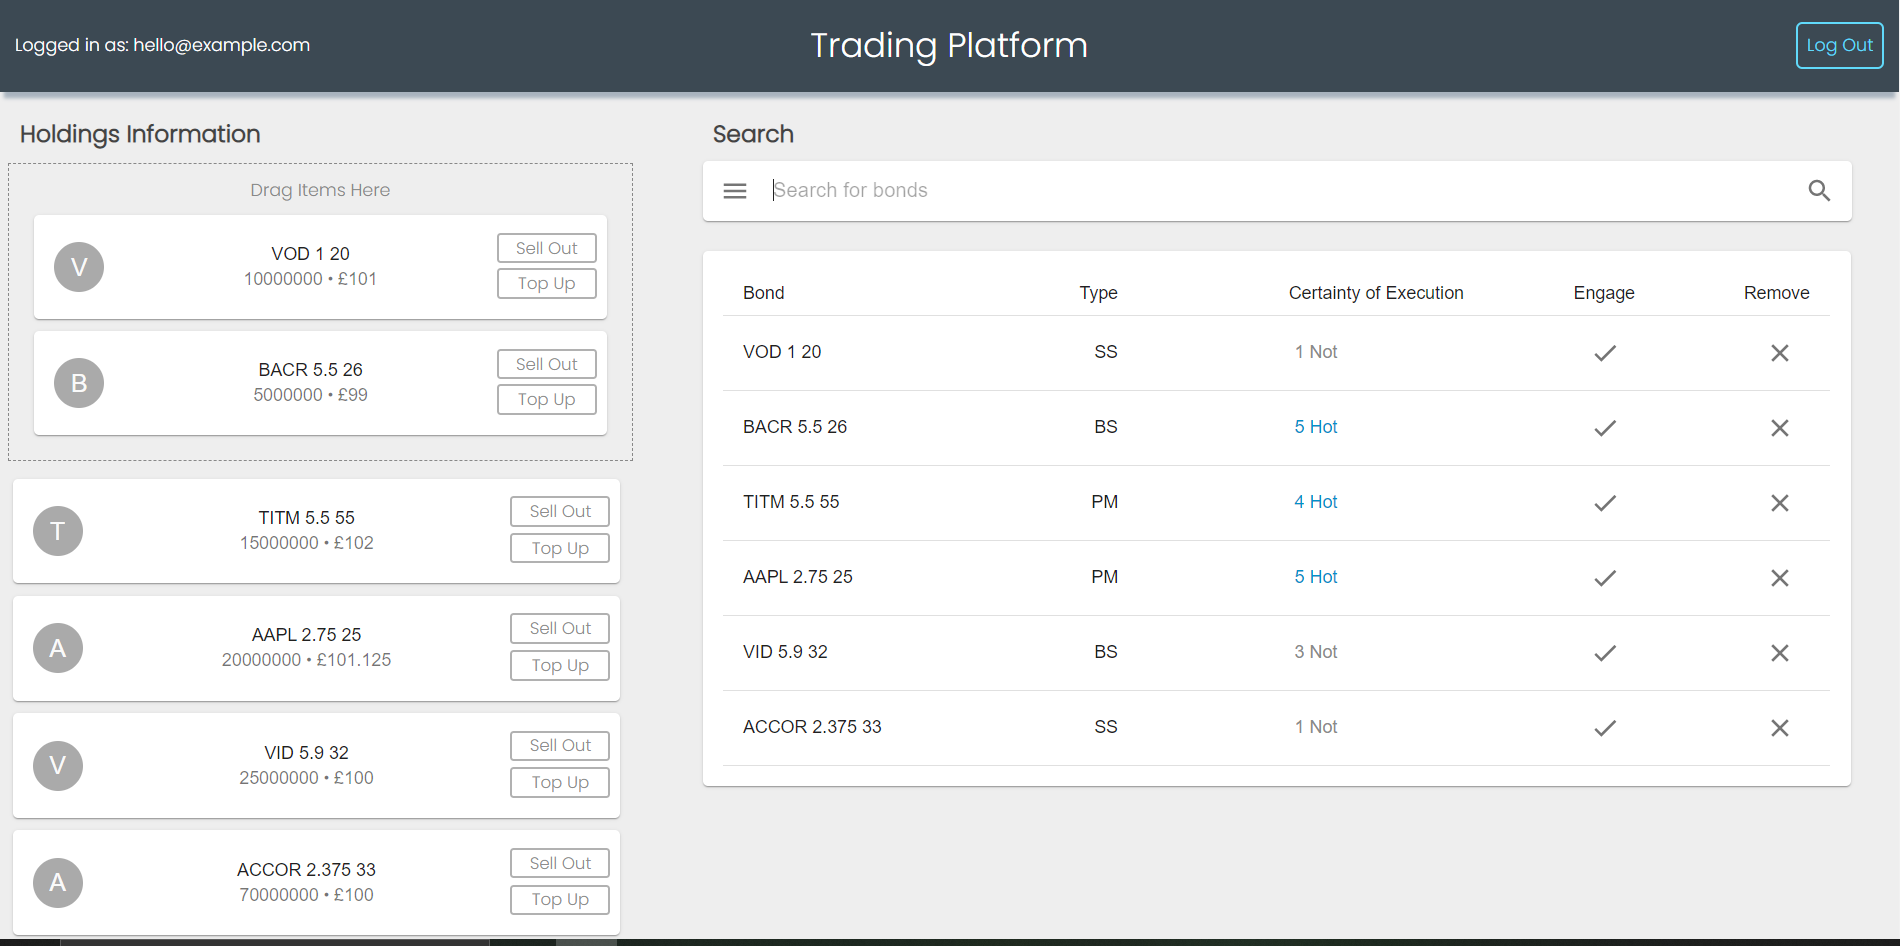 Logged in as: hello@example.com
Trading Platform
Log Out
Holdings Information
Drag Items Here
V
VOD 1 20
10000000 • £101
Sell Out
Top Up
B
BACR 5.5 26
5000000 • £99
Sell Out
Top Up
T
TITM 5.5 55
15000000 • £102
Sell Out
Top Up
A
AAPL 2.75 25
20000000 • £101.125
Sell Out
Top Up
V
VID 5.9 32
25000000 • £100
Sell Out
Top Up
A
ACCOR 2.375 33
70000000 • £100
Sell Out
Top Up
Search
Search for bonds
Bond Type Certainty of Execution Engage Remove
VOD 1 20 SS 1 Not
BACR 5.5 26 BS 5 Hot
TITM 5.5 55 PM 4 Hot
AAPL 2.75 25 PM 5 Hot
VID 5.9 32 BS 3 Not
ACCOR 2.375 33 SS 1 Not